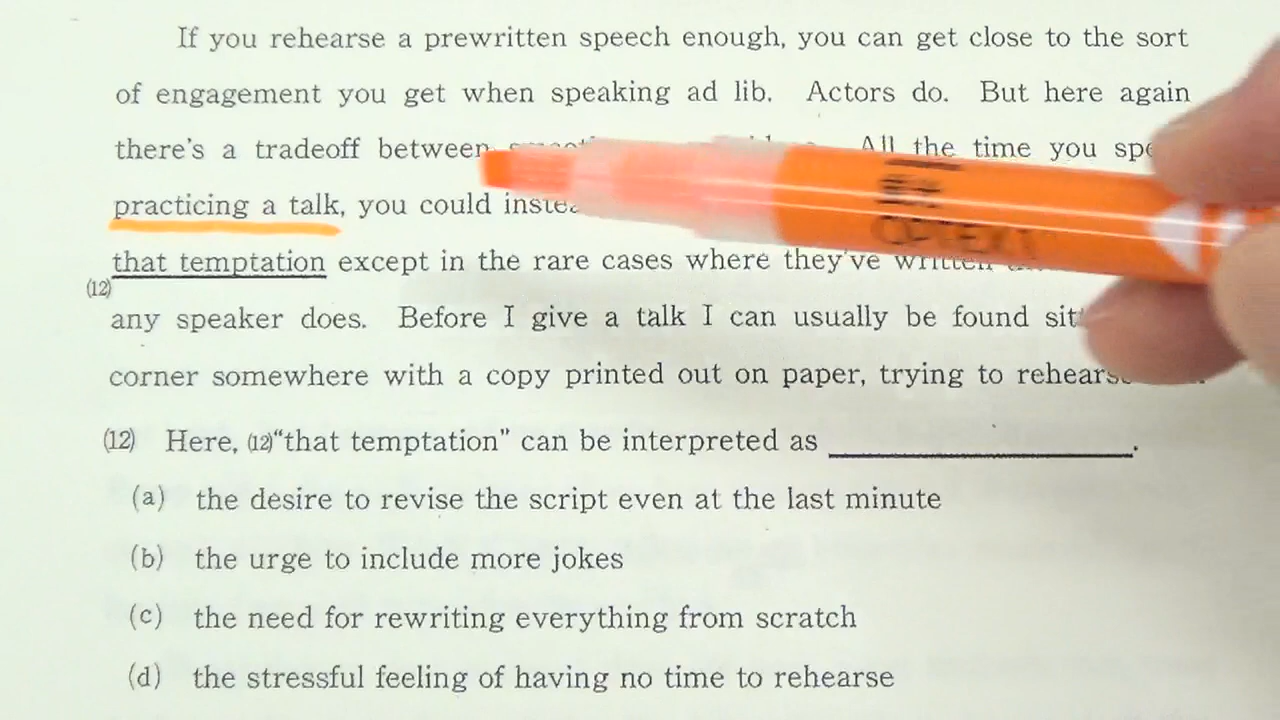 If you rehearse a prewritten speech enough, you can get close to the sort
of engagement you get when speaking ad lib. Actors do. But here again
there's a tradeoff between All the time you
practicing a talk, you could
that temptation except in the rare cases where they've written
(12)
any speaker does. Before I give a talk I can usually be found
corner somewhere with a copy printed out on paper, trying to
(12) Here, (12)"that temptation" can be interpreted as
(a) the desire to revise the script even at the last minute
(b) the urge to include more jokes
(c) the need for rewriting everything from scratch
(d) the stressful feeling of having no time to rehearse